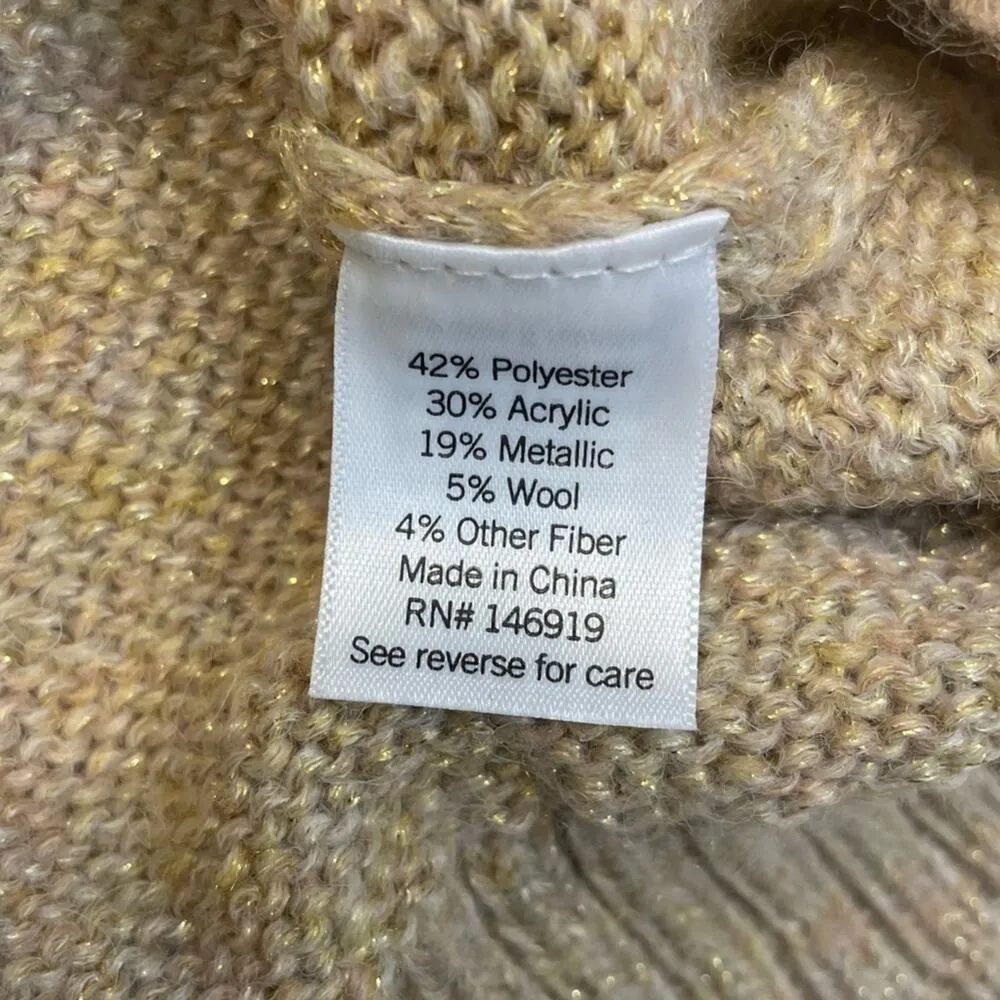 42% Polyester
30% Acrylic
19% Metallic
5% Wool
4% Other Fiber
Made in China
RN# 146919
See reverse for care